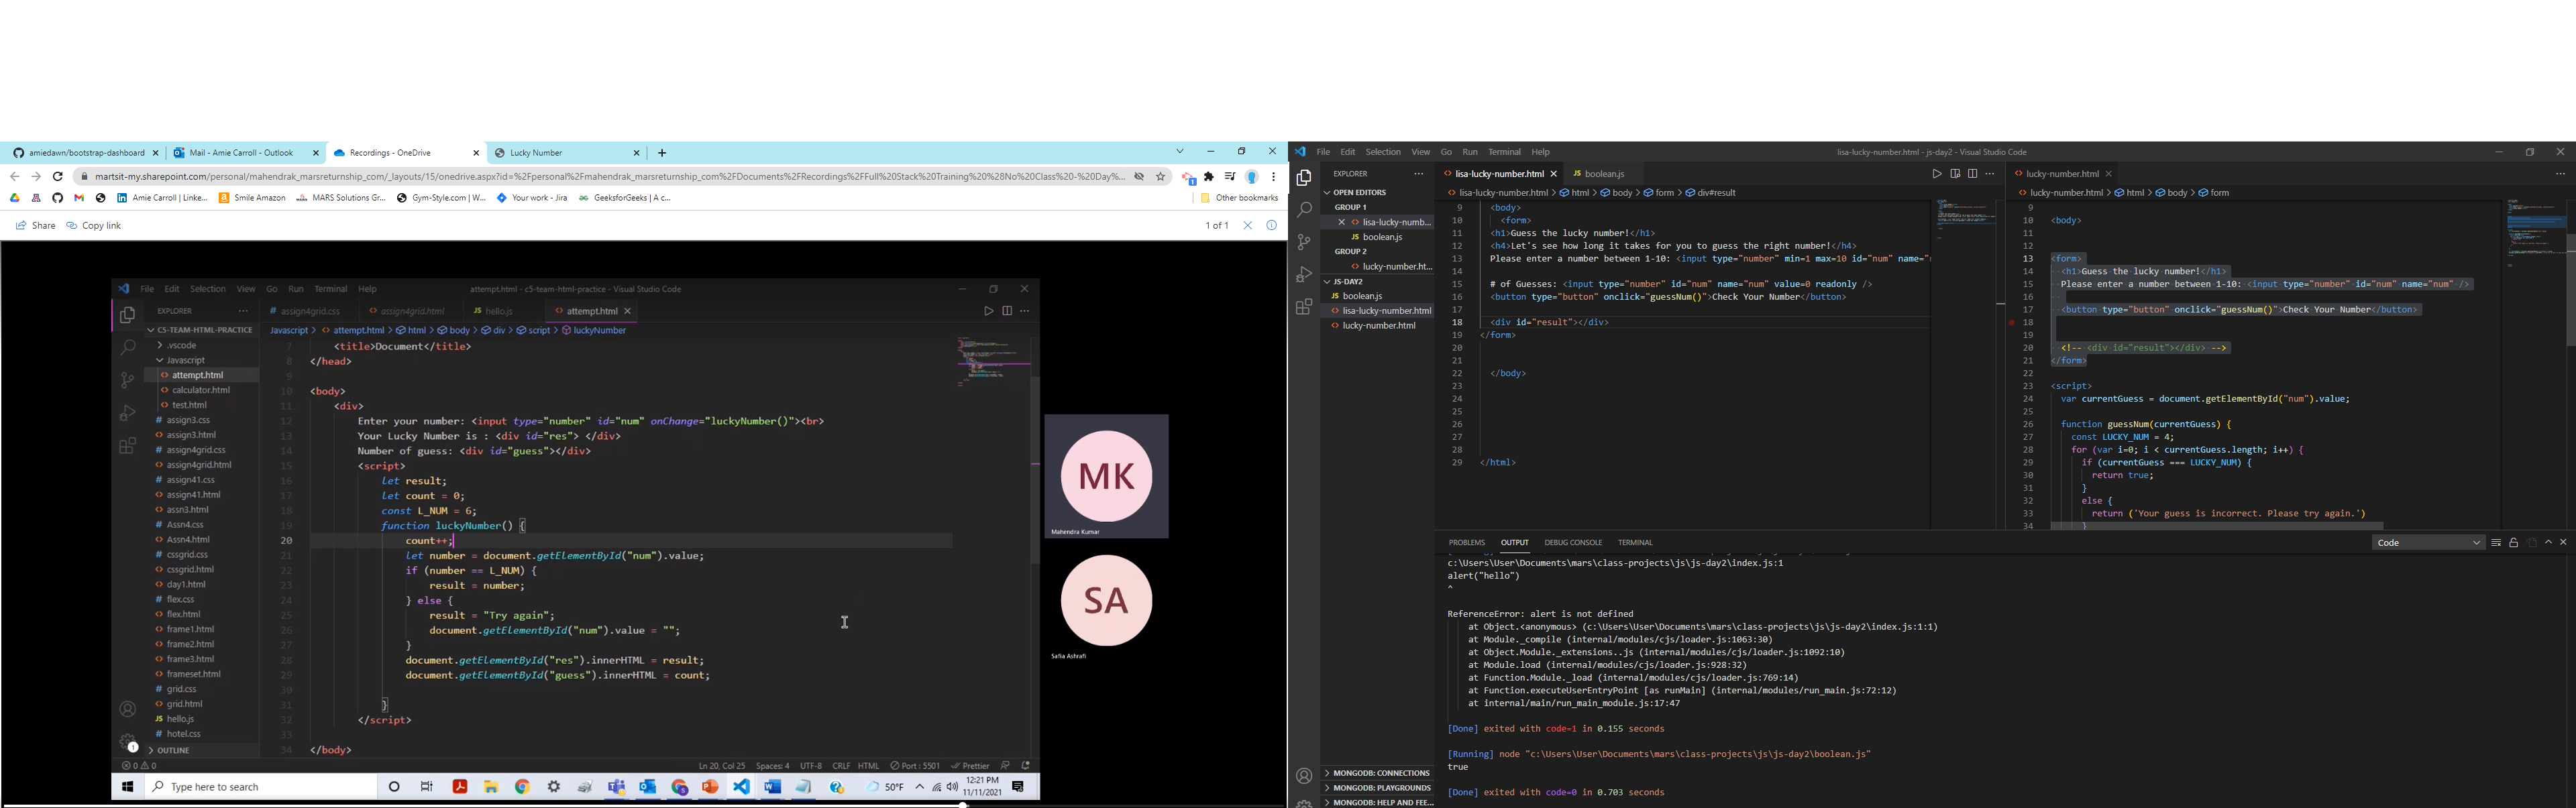 amiedawn/bootstrap-dashboard
Mail - Amie Carroll - Outlook
Recordings - OneDrive
Lucky Number
martsit-my.sharepoint.com/personal/mahendrak_marsreturnship_com/_layouts/15/onedrive.aspx?id=%2Fpersonal%2Fmahendrak_marsreturnship_com%2FDocuments%2FRecordings%2FFull Stack Training %28No Class - Day%...
Amie Carroll | Linke...
Smile Amazon
MARS Solutions Gr...
Gym-Style.com | W...
Your work - Jira
GeeksforGeeks | A c...
Other bookmarks
Share
Copy link
1 of 1
File Edit Selection View Go Run Terminal Help
attempt.html - c5-team-html-practice - Visual Studio Code
EXPLORER
assign4grid.css
assign4grid.html
hello.js
attempt.html
C5-TEAM-HTML-PRACTICE
Javascript > attempt.html > html > body > div > script > luckyNumber
.vscode
Javascript
attempt.html
calculator.html
test.html
assign3.css
assign3.html
assign4grid.css
assign4grid.html
assign41.css
assign41.html
assn3.html
Assn4.css
Assn4.html
cssgrid.css
cssgrid.html
day1.html
flex.css
flex.html
frame1.html
frame2.html
frame3.html
frameset.html
grid.css
grid.html
hello.js
hotel.css
OUTLINE
7 <title>Document</title>
8 </head>
9
10 <body>
11 <div>
12 Enter your number: <input type="number" id="num" onChange="luckyNumber()"><br>
13 Your Lucky Number is : <div id="res"> </div>
14 Number of guess: <div id="guess"></div>
15 <script>
16 let result;
17 let count = 0;
18 const L_NUM = 6;
19 function luckyNumber() {
20 count++;
21 let number = document.getElementById("num").value;
22 if (number == L_NUM) {
23 result = number;
24 } else {
25 result = "Try again";
26 document.getElementById("num").value = "";
27 }
28 document.getElementById("res").innerHTML = result;
29 document.getElementById("guess").innerHTML = count;
30
31 }
32 </script>
33
34 </body>
0 0
Ln 20, Col 25 Spaces: 4 UTF-8 CRLF HTML Port : 5501 Prettier
Type here to search
50°F
12:21 PM
11/11/2021
MK
Mahendra Kumar
SA
Safia Ashrafi
File Edit Selection View Go Run Terminal Help
lisa-lucky-number.html - js-day2 - Visual Studio Code
EXPLORER
OPEN EDITORS
GROUP 1
lisa-lucky-numb...
boolean.js
GROUP 2
lucky-number.ht...
JS-DAY2
boolean.js
lisa-lucky-number.html
lucky-number.html
MONGODB: CONNECTIONS
MONGODB: PLAYGROUNDS
MONGODB: HELP AND FEE...
lisa-lucky-number.html
boolean.js
lisa-lucky-number.html > html > body > form > div#result
9 <body>
10 <form>
11 <h1>Guess the lucky number!</h1>
12 <h4>Let's see how long it takes for you to guess the right number!</h4>
13 Please enter a number between 1-10: <input type="number" min=1 max=10 id="num" name="
14
15 # of Guesses: <input type="number" id="num" name="num" value=0 readonly />
16 <button type="button" onclick="guessNum()">Check Your Number</button>
17
18 <div id="result"></div>
19 </form>
20
21
22 </body>
23
24
25
26
27
28
29 </html>
lucky-number.html
lucky-number.html > html > body > form
9
10 <body>
11
12
13 <form>
14 <h1>Guess the lucky number!</h1>
15 Please enter a number between 1-10: <input type="number" id="num" name="num" />
16
17 <button type="button" onclick="guessNum()">Check Your Number</button>
18
19
20 <!-- <div id="result"></div> -->
21 </form>
22
23 <script>
24 var currentGuess = document.getElementById("num").value;
25
26 function guessNum(currentGuess) {
27 const LUCKY_NUM = 4;
28 for (var i=0; i < currentGuess.length; i++) {
29 if (currentGuess === LUCKY_NUM) {
30 return true;
31 }
32 else {
33 return ('Your guess is incorrect. Please try again.')
34 }
PROBLEMS OUTPUT DEBUG CONSOLE TERMINAL
Code
c:\Users\User\Documents\mars\class-projects\js\js-day2\index.js:1
alert("hello")
^
ReferenceError: alert is not defined
at Object.<anonymous> (c:\Users\User\Documents\mars\class-projects\js\js-day2\index.js:1:1)
at Module._compile (internal/modules/cjs/loader.js:1063:30)
at Object.Module._extensions..js (internal/modules/cjs/loader.js:1092:10)
at Module.load (internal/modules/cjs/loader.js:928:32)
at Function.Module._load (internal/modules/cjs/loader.js:769:14)
at Function.executeUserEntryPoint [as runMain] (internal/modules/run_main.js:72:12)
at internal/main/run_main_module.js:17:47
[Done] exited with code=1 in 0.155 seconds
[Running] node "c:\Users\User\Documents\mars\class-projects\js\js-day2\boolean.js"
true
[Done] exited with code=0 in 0.703 seconds